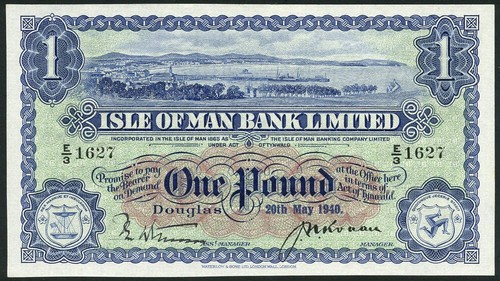 1 1
ISLE OF MAN BANK LIMITED
INCORPORATED IN THE ISLE OF MAN 1865 AS THE ISLE OF MAN BANKING COMPANY LIMITED
UNDER ACT OF TYNWALD
E/3 1627 E/3 1627
Promise to pay the Bearer on Demand
One Pound
at the Office here in terms of Act of Tynwald.
Douglas 20th May 1940.
MANAGER MANAGER
WATERLOW & SONS LTD. LONDON WALL, LONDON.